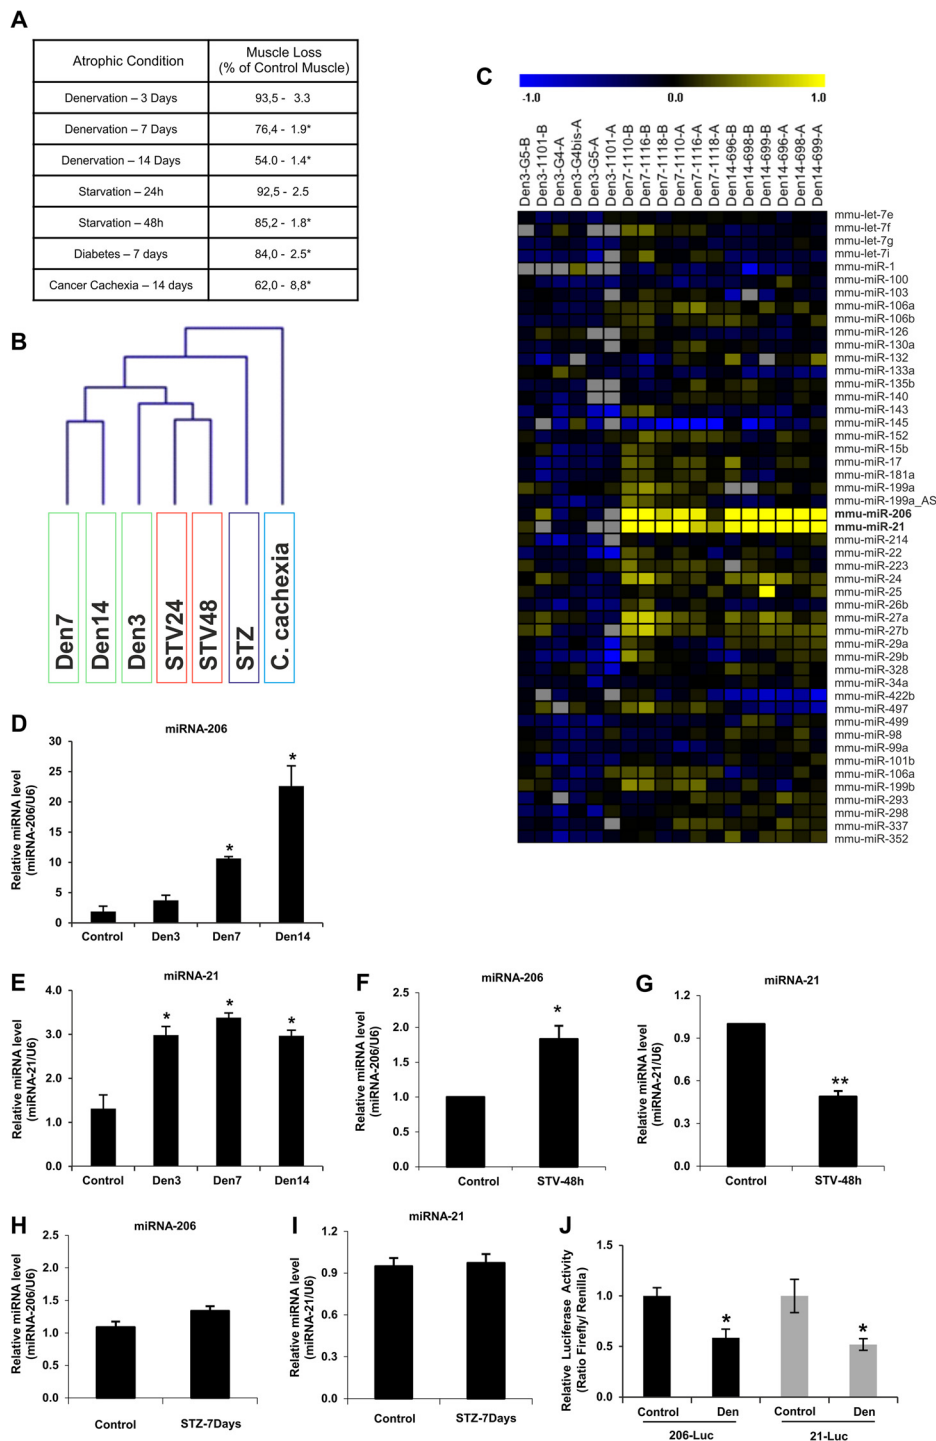 A
Atrophic Condition
Muscle Loss
(% of Control Muscle)
Denervation – 3 Days
93,5 - 3.3
Denervation – 7 Days
76,4 - 1.9*
Denervation – 14 Days
54.0 - 1.4*
Starvation – 24h
92,5 - 2.5
Starvation – 48h
85,2 - 1.8*
Diabetes – 7 days
84,0 - 2.5*
Cancer Cachexia – 14 days
62,0 - 8,8*
B
Den7
Den14
Den3
STV24
STV48
STZ
C. cachexia
C
-1.0
0.0
1.0
Den3-G5-B
Den3-1101-B
Den3-G4-A
Den3-G4bis-A
Den3-G5-A
Den3-1101-A
Den7-1110-B
Den7-1116-B
Den7-1118-B
Den7-1110-A
Den7-1116-A
Den7-1118-A
Den14-696-B
Den14-698-B
Den14-699-B
Den14-696-A
Den14-698-A
Den14-699-A
mmu-let-7e
mmu-let-7f
mmu-let-7g
mmu-let-7i
mmu-miR-1
mmu-miR-100
mmu-miR-103
mmu-miR-106a
mmu-miR-106b
mmu-miR-126
mmu-miR-130a
mmu-miR-132
mmu-miR-133a
mmu-miR-135b
mmu-miR-140
mmu-miR-143
mmu-miR-145
mmu-miR-152
mmu-miR-15b
mmu-miR-17
mmu-miR-181a
mmu-miR-199a
mmu-miR-199a_AS
mmu-miR-206
mmu-miR-21
mmu-miR-214
mmu-miR-22
mmu-miR-223
mmu-miR-24
mmu-miR-25
mmu-miR-26b
mmu-miR-27a
mmu-miR-27b
mmu-miR-29a
mmu-miR-29b
mmu-miR-328
mmu-miR-34a
mmu-miR-422b
mmu-miR-497
mmu-miR-499
mmu-miR-98
mmu-miR-99a
mmu-miR-101b
mmu-miR-106a
mmu-miR-199b
mmu-miR-293
mmu-miR-298
mmu-miR-337
mmu-miR-352
D
miRNA-206
Relative miRNA level
(miRNA-206/U6)
30
25
20
15
10
5
0
*
*
Control
Den3
Den7
Den14
E
miRNA-21
Relative miRNA level
(miRNA-21/U6)
4.0
3.0
2.0
1.0
0.0
*
*
*
Control
Den3
Den7
Den14
F
miRNA-206
Relative miRNA level
(miRNA-206/U6)
2.5
2.0
1.5
1.0
0.5
0.0
*
Control
STV-48h
G
miRNA-21
Relative miRNA level
(miRNA-21/U6)
1.2
0.9
0.6
0.3
0.0
**
Control
STV-48h
H
miRNA-206
Relative miRNA level
(miRNA-206/U6)
2.5
2.0
1.5
1.0
0.5
0.0
Control
STZ-7Days
I
miRNA-21
Relative miRNA level
(miRNA-21/U6)
1.2
0.9
0.6
0.3
0.0
Control
STZ-7Days
J
Relative Luciferase Activity
(Ratio Firefly/ Renilla)
1.5
1.0
0.5
0.0
*
*
Control
Den
Control
Den
206-Luc
21-Luc